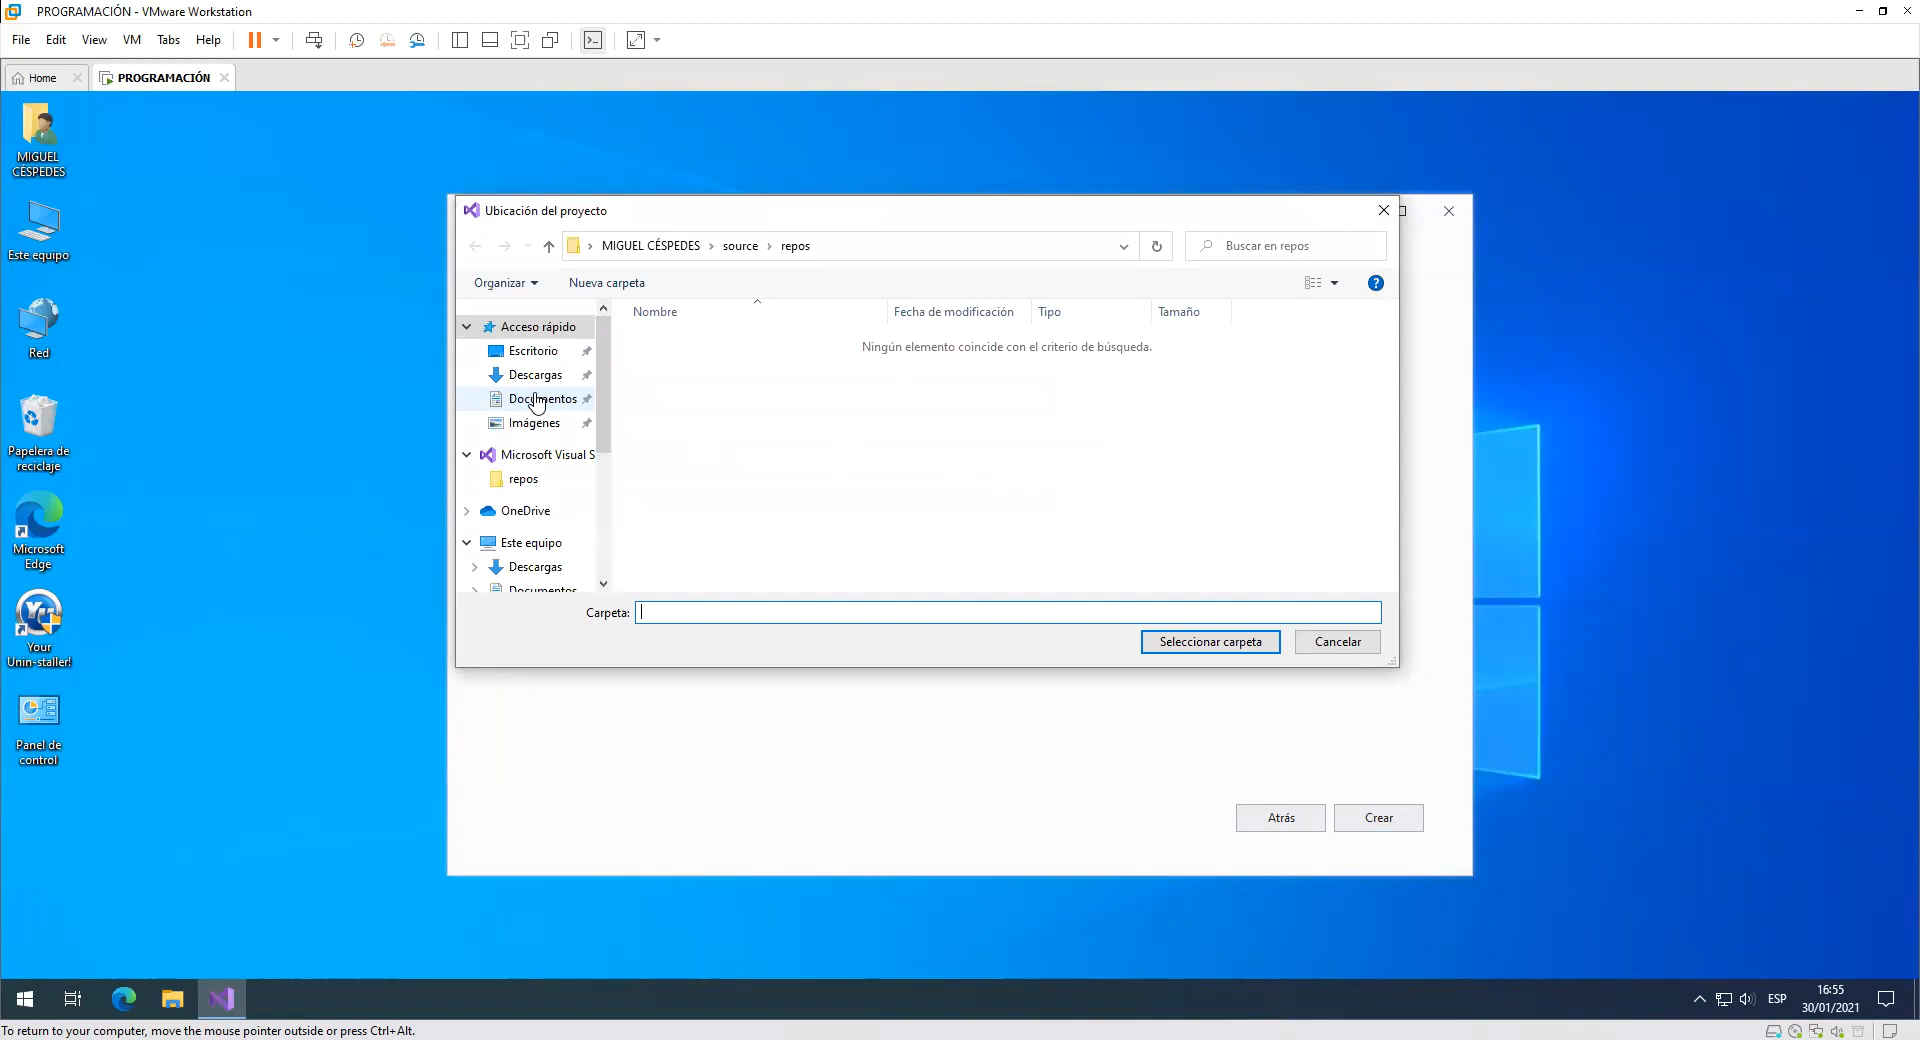 PROGRAMACIÓN - VMware Workstation
File Edit View VM Tabs Help
Home
PROGRAMACIÓN
MIGUEL
CÉSPEDES
Este equipo
Red
Papelera de
reciclaje
Microsoft
Edge
Your
Unin-staller!
Panel de
control
Ubicación del proyecto
MIGUEL CÉSPEDES > source > repos
Buscar en repos
Organizar
Nueva carpeta
Nombre
Fecha de modificación
Tipo
Tamaño
Ningún elemento coincide con el criterio de búsqueda.
Acceso rápido
Escritorio
Descargas
Documentos
Imágenes
Microsoft Visual S
repos
OneDrive
Este equipo
Descargas
Documentos
Carpeta:
Seleccionar carpeta
Cancelar
Atrás
Crear
ESP
16:55
30/01/2021
To return to your computer, move the mouse pointer outside or press Ctrl+Alt.